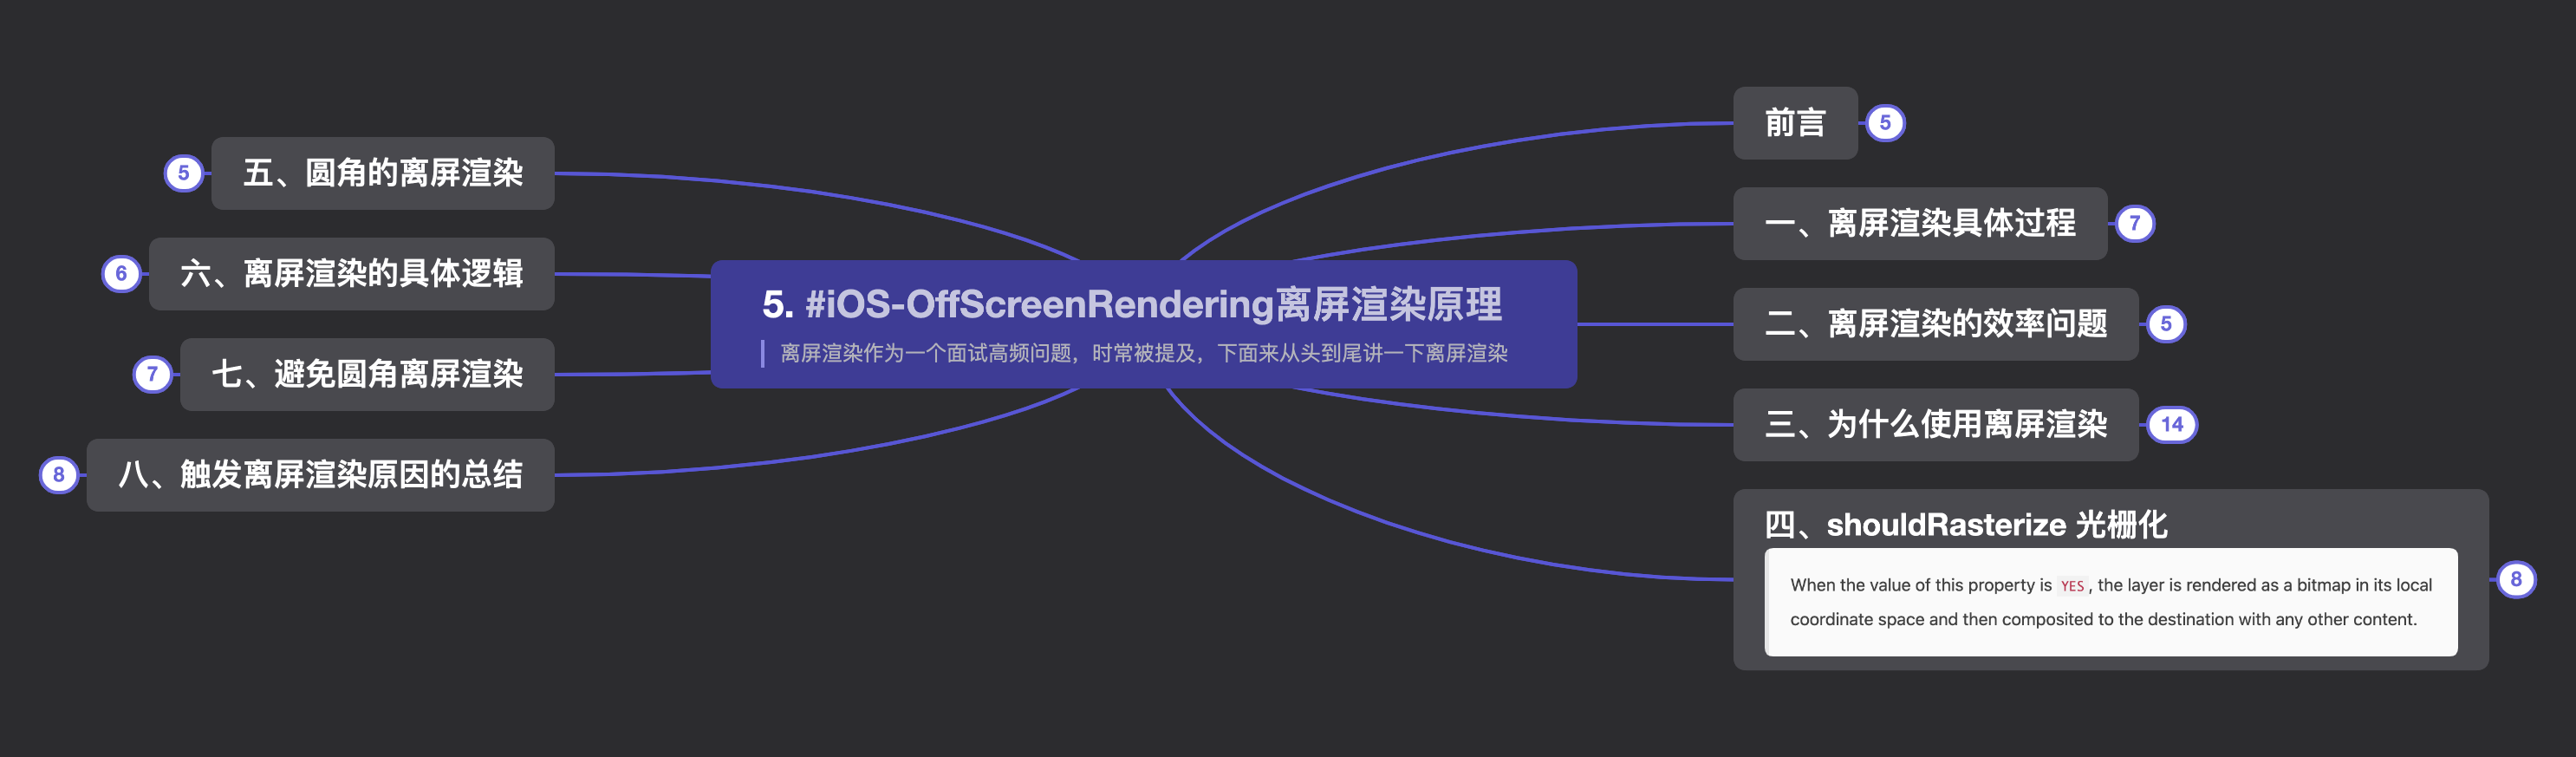 5. #iOS-OffScreenRendering离屏渲染原理
离屏渲染作为一个面试高频问题，时常被提及，下面来从头到尾讲一下离屏渲染
前言
5
一、离屏渲染具体过程
7
二、离屏渲染的效率问题
5
三、为什么使用离屏渲染
14
四、shouldRasterize 光栅化
When the value of this property is YES, the layer is rendered as a bitmap in its local
coordinate space and then composited to the destination with any other content.
8
五、圆角的离屏渲染
5
六、离屏渲染的具体逻辑
6
七、避免圆角离屏渲染
7
八、触发离屏渲染原因的总结
8